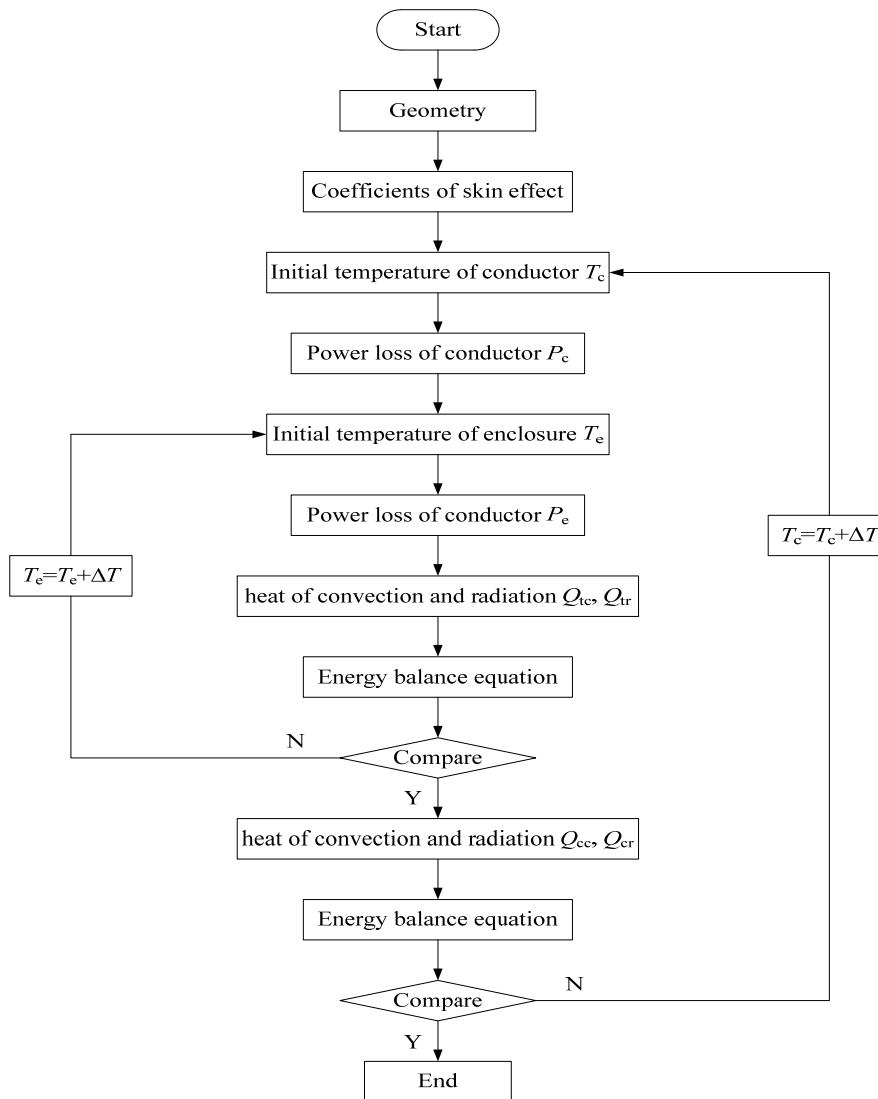 Start
Geometry
Coefficients of skin effect
Initial temperature of conductor Tc
Power loss of conductor Pc
Initial temperature of enclosure Te
Power loss of conductor Pe
Tc=Tc+ΔT
Te=Te+ΔT
heat of convection and radiation Qtc, Qtr
Energy balance equation
N
Compare
Y
heat of convection and radiation Qcc, Qcr
Energy balance equation
Compare
N
Y
End